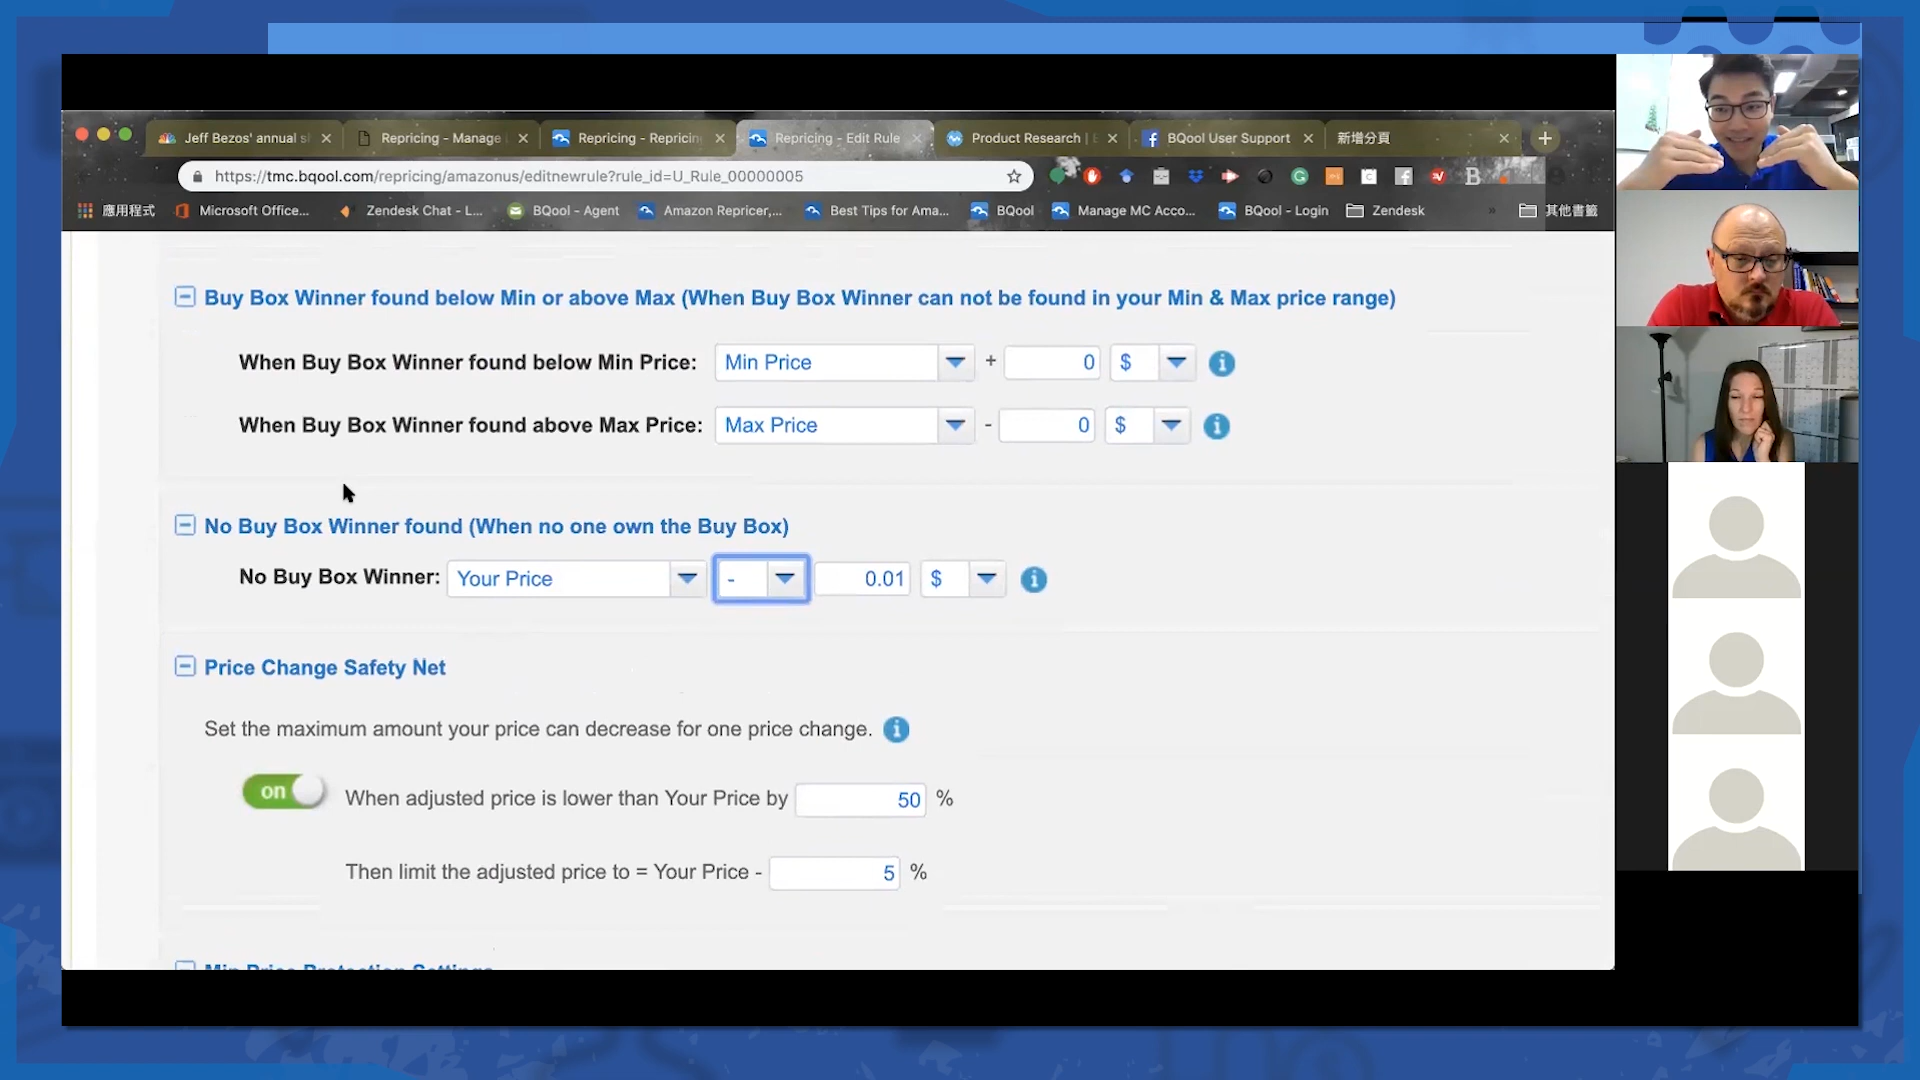 Jeff Bezos' annual s
Repricing - Manage
Repricing - Repricin
Repricing - Edit Rule
Product Research |
BQool User Support
新增分頁
https://tmc.bqool.com/repricing/amazonus/editnewrule?rule_id=U_Rule_00000005
應用程式
Microsoft Office...
Zendesk Chat - L...
BQool - Agent
Amazon Repricer,...
Best Tips for Ama...
BQool
Manage MC Acco...
BQool - Login
Zendesk
»
其他書籤
Buy Box Winner found below Min or above Max (When Buy Box Winner can not be found in your Min & Max price range)
When Buy Box Winner found below Min Price: Min Price + 0 $
When Buy Box Winner found above Max Price: Max Price - 0 $
No Buy Box Winner found (When no one own the Buy Box)
No Buy Box Winner: Your Price - 0.01 $
Price Change Safety Net
Set the maximum amount your price can decrease for one price change.
on When adjusted price is lower than Your Price by 50 %
Then limit the adjusted price to = Your Price - 5 %
Min Price Protection Settings